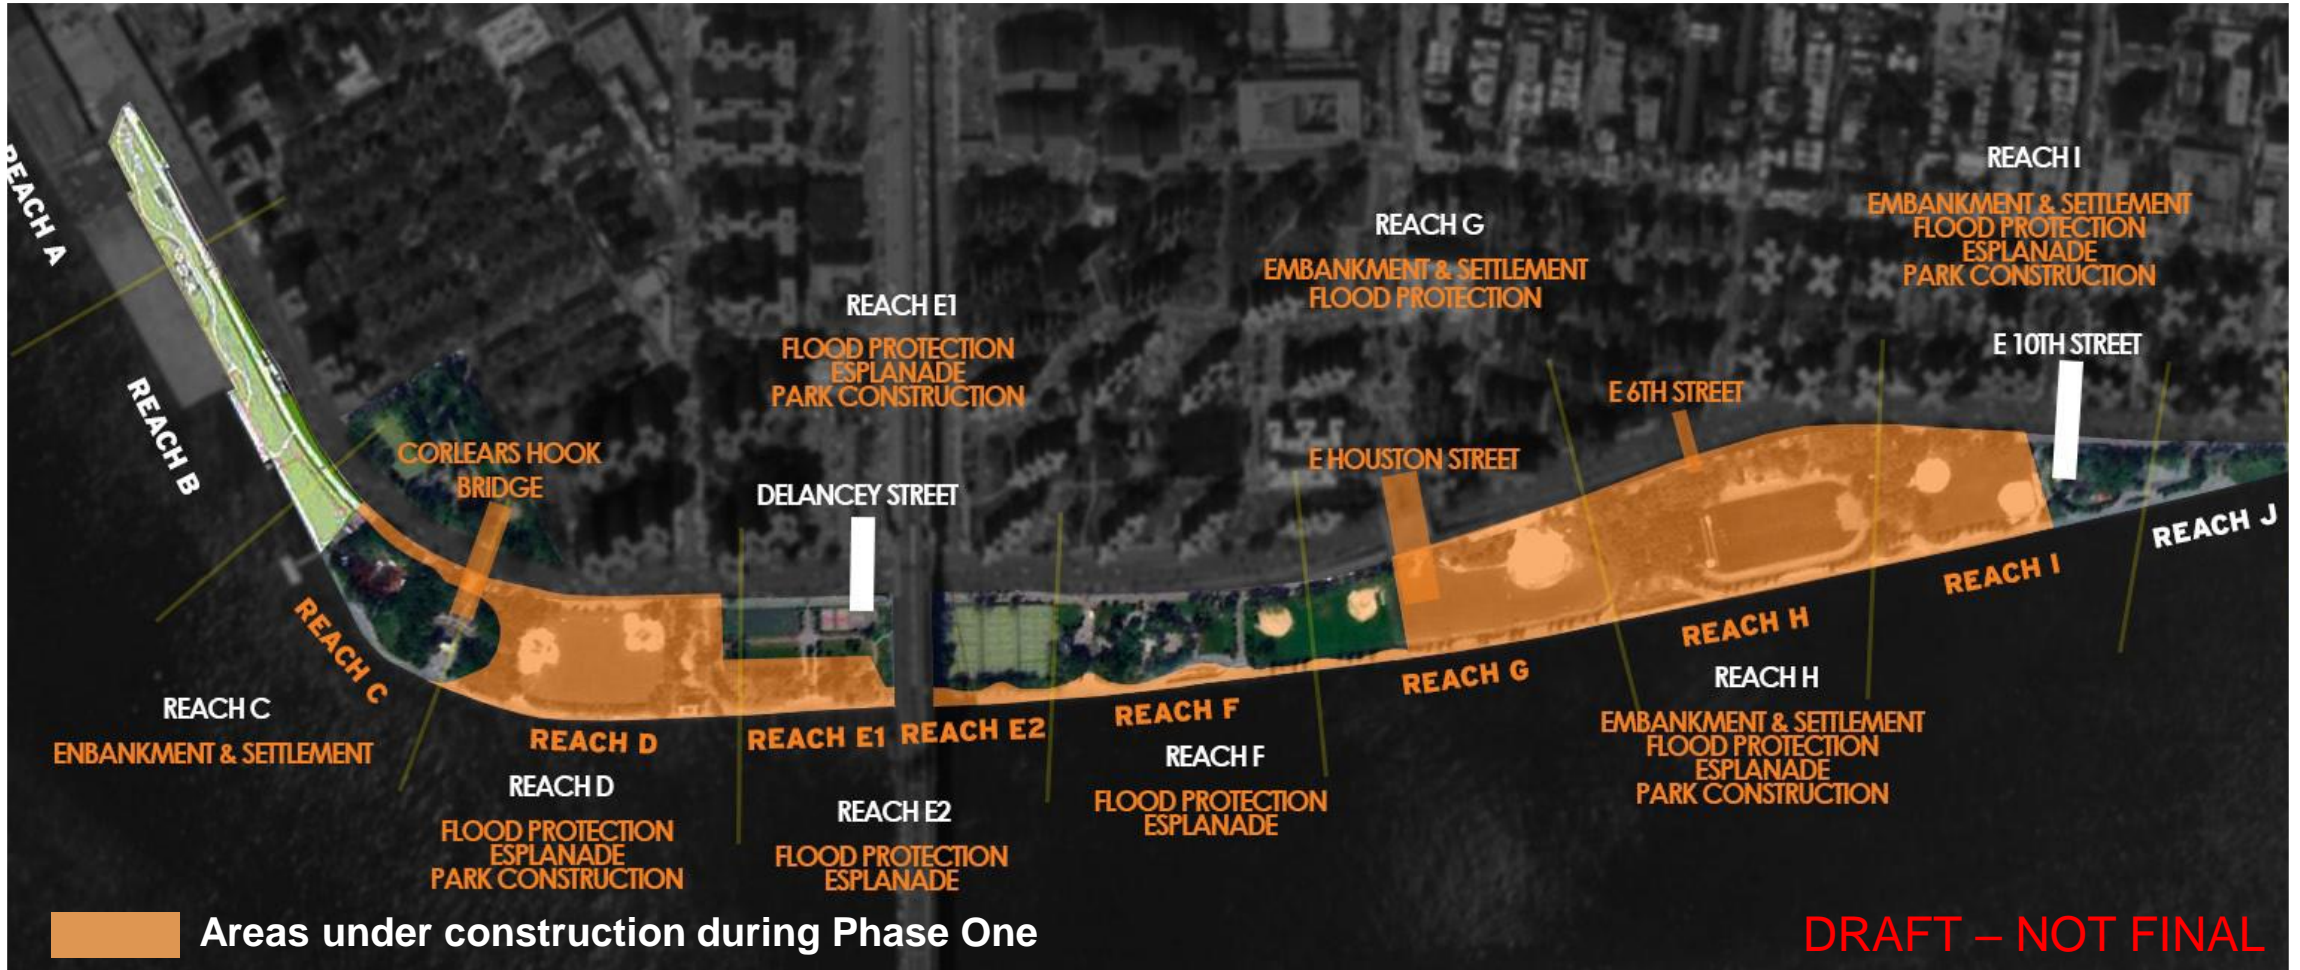 REACH A
REACH B
REACH C
REACH C
ENBANKMENT & SETTLEMENT
CORLEARS HOOK
BRIDGE
REACH D
REACH D
FLOOD PROTECTION
ESPLANADE
PARK CONSTRUCTION
REACH E1
FLOOD PROTECTION
ESPLANADE
PARK CONSTRUCTION
DELANCEY STREET
REACH E1
REACH E2
REACH E2
FLOOD PROTECTION
ESPLANADE
REACH F
REACH F
FLOOD PROTECTION
ESPLANADE
REACH G
EMBANKMENT & SETTLEMENT
FLOOD PROTECTION
E HOUSTON STREET
REACH G
E 6TH STREET
REACH H
REACH H
EMBANKMENT & SETTLEMENT
FLOOD PROTECTION
ESPLANADE
PARK CONSTRUCTION
REACH I
EMBANKMENT & SETTLEMENT
FLOOD PROTECTION
ESPLANADE
PARK CONSTRUCTION
E 10TH STREET
REACH I
REACH J
Areas under construction during Phase One
DRAFT – NOT FINAL